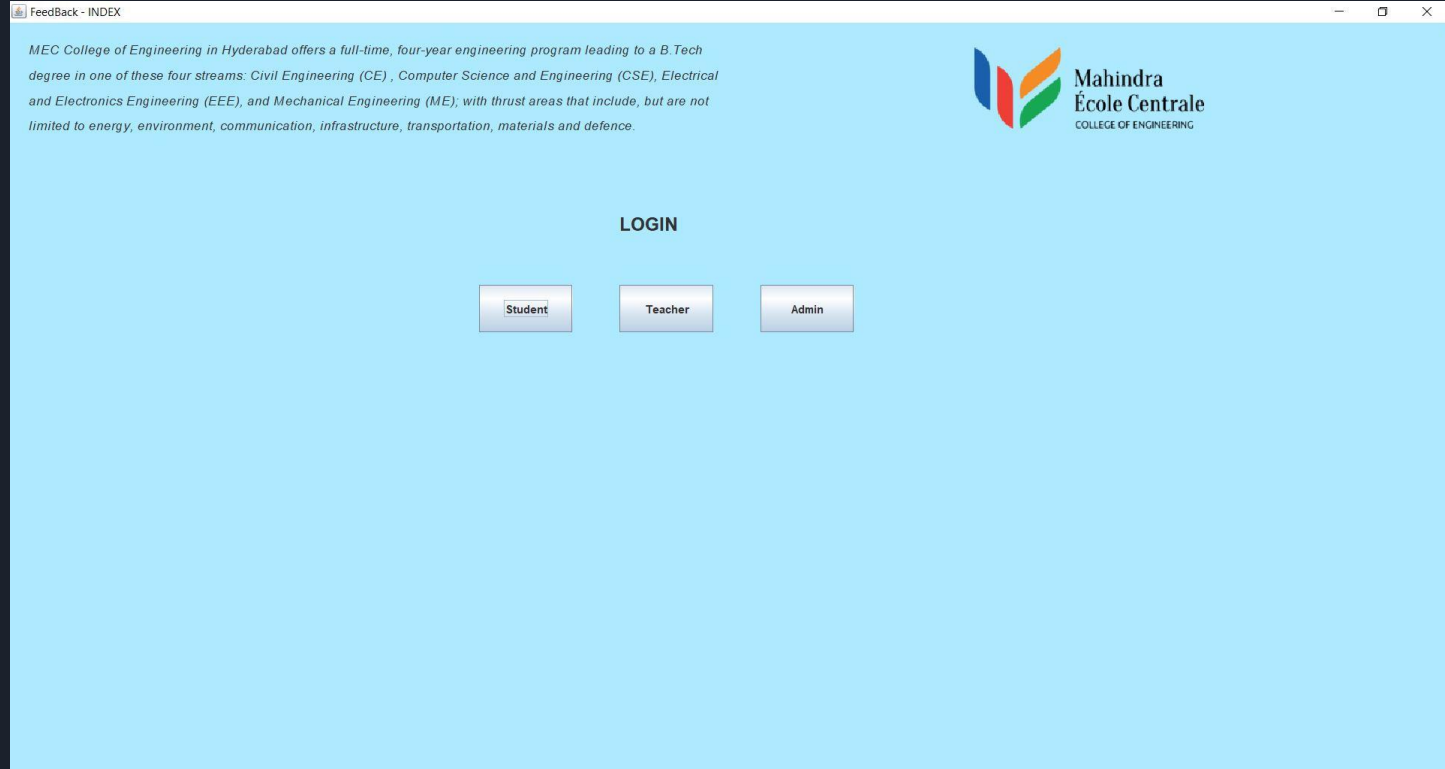 FeedBack - INDEX
MEC College of Engineering in Hyderabad offers a full-time, four-year engineering program leading to a B.Tech
degree in one of these four streams: Civil Engineering (CE) , Computer Science and Engineering (CSE), Electrical
and Electronics Engineering (EEE), and Mechanical Engineering (ME); with thrust areas that include, but are not
limited to energy, environment, communication, infrastructure, transportation, materials and defence.
Mahindra
École Centrale
COLLEGE OF ENGINEERING
LOGIN
Student
Teacher
Admin